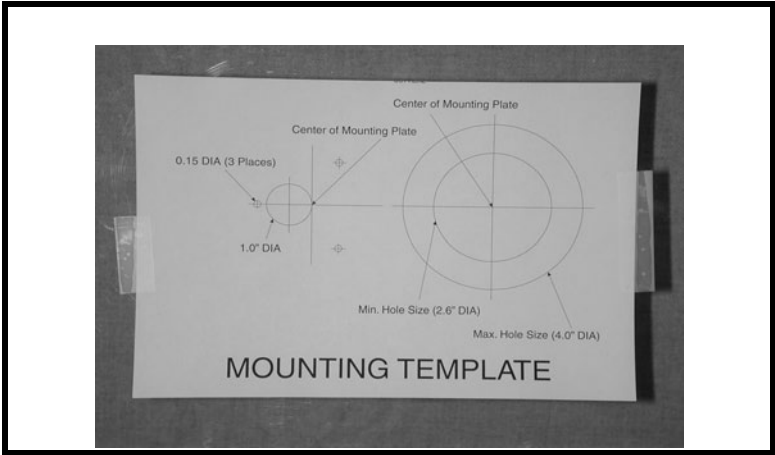 Center of Mounting Plate
Center of Mounting Plate
0.15 DIA (3 Places)
1.0" DIA
Min. Hole Size (2.6" DIA)
Max. Hole Size (4.0" DIA)
MOUNTING TEMPLATE